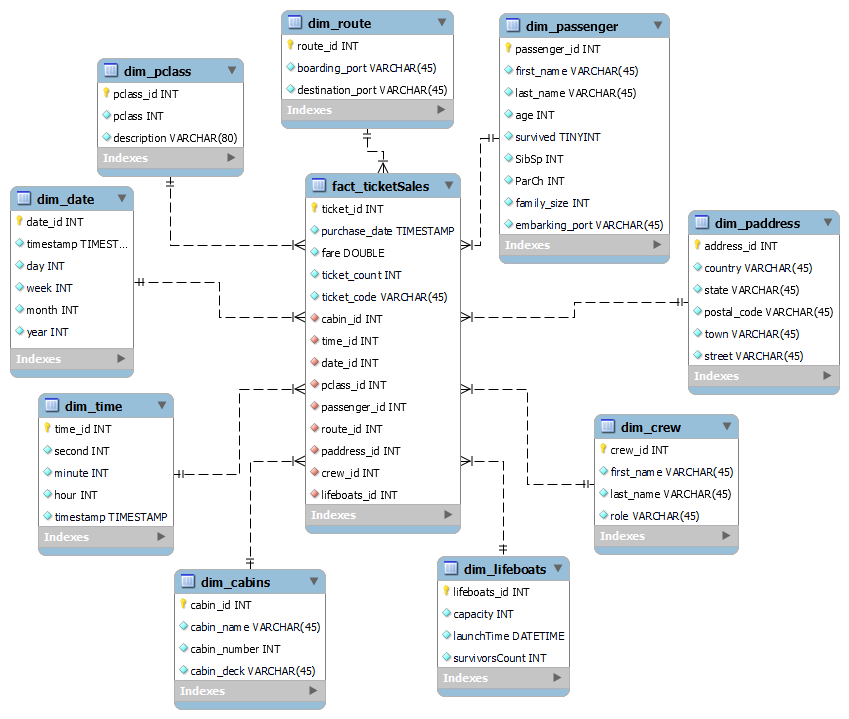 dim_route
route_id INT
boarding_port VARCHAR(45)
destination_port VARCHAR(45)
Indexes
dim_passenger
passenger_id INT
first_name VARCHAR(45)
last_name VARCHAR(45)
age INT
survived TINYINT
SibSp INT
ParCh INT
family_size INT
embarking_port VARCHAR(45)
Indexes
dim_pclass
pclass_id INT
pclass INT
description VARCHAR(80)
Indexes
fact_ticketSales
ticket_id INT
purchase_date TIMESTAMP
fare DOUBLE
ticket_count INT
ticket_code VARCHAR(45)
cabin_id INT
time_id INT
date_id INT
pclass_id INT
passenger_id INT
route_id INT
paddress_id INT
crew_id INT
lifeboats_id INT
Indexes
dim_date
date_id INT
timestamp TIMEST...
day INT
week INT
month INT
year INT
Indexes
dim_paddress
address_id INT
country VARCHAR(45)
state VARCHAR(45)
postal_code VARCHAR(45)
town VARCHAR(45)
street VARCHAR(45)
Indexes
dim_time
time_id INT
second INT
minute INT
hour INT
timestamp TIMESTAMP
Indexes
dim_crew
crew_id INT
first_name VARCHAR(45)
last_name VARCHAR(45)
role VARCHAR(45)
Indexes
dim_cabins
cabin_id INT
cabin_name VARCHAR(45)
cabin_number INT
cabin_deck VARCHAR(45)
Indexes
dim_lifeboats
lifeboats_id INT
capacity INT
launchTime DATETIME
survivorsCount INT
Indexes